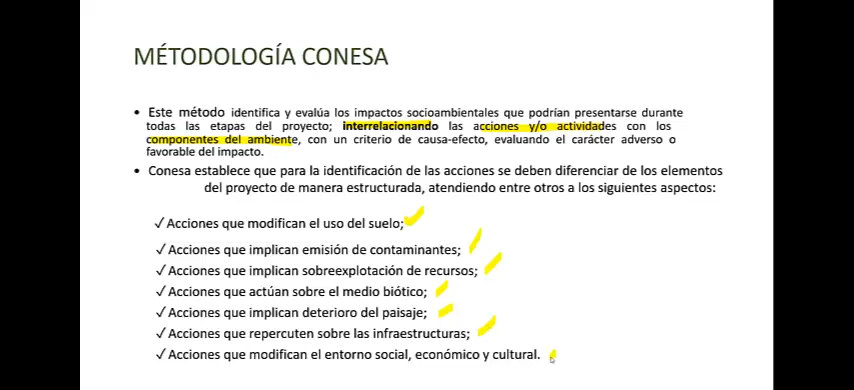 MÉTODOLOGÍA CONESA
• Este método identifica y evalúa los impactos socioambientales que podrían presentarse durante
todas las etapas del proyecto; interrelacionando las acciones y/o actividades con los
componentes del ambiente, con un criterio de causa-efecto, evaluando el carácter adverso o
favorable del impacto.
• Conesa establece que para la identificación de las acciones se deben diferenciar de los elementos
del proyecto de manera estructurada, atendiendo entre otros a los siguientes aspectos:
✓Acciones que modifican el uso del suelo;
✓Acciones que implican emisión de contaminantes;
✓Acciones que implican sobreexplotación de recursos;
✓Acciones que actúan sobre el medio biótico;
✓Acciones que implican deterioro del paisaje;
✓Acciones que repercuten sobre las infraestructuras;
✓Acciones que modifican el entorno social, económico y cultural.